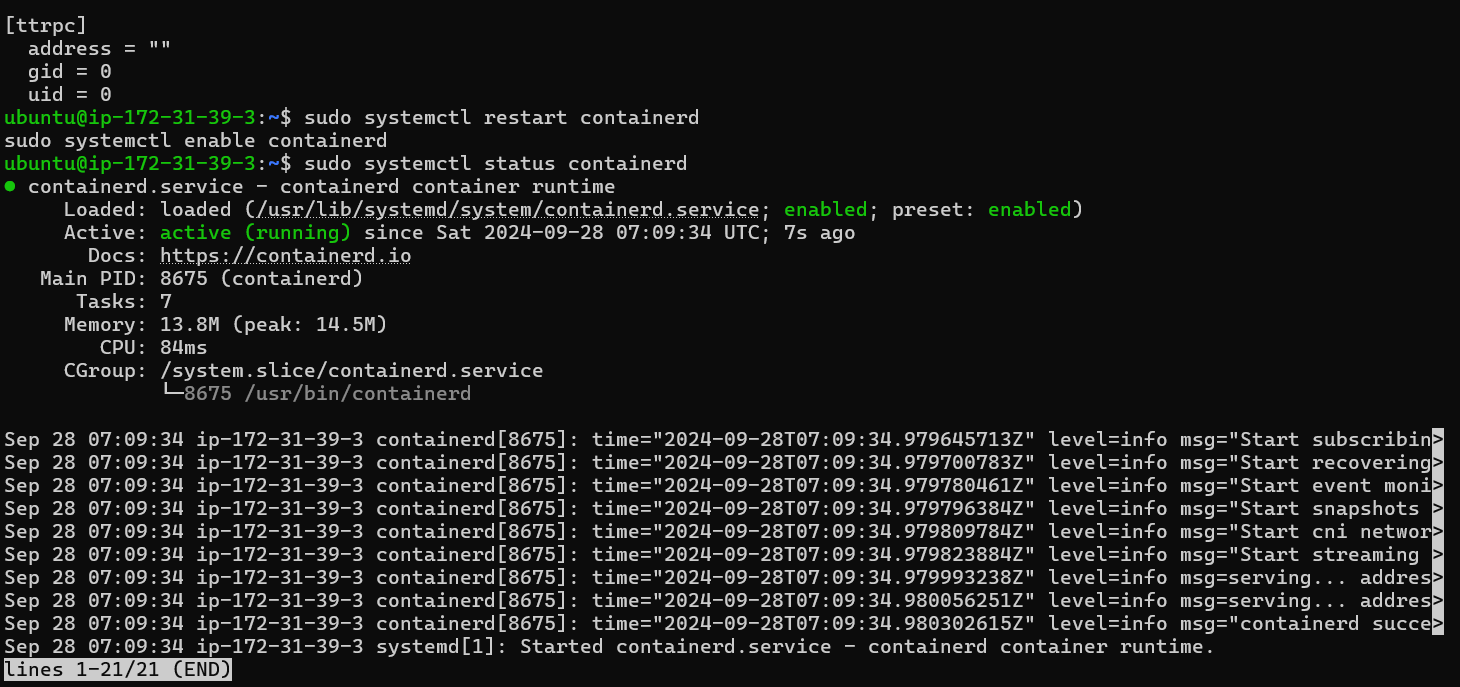 [ttrpc]
  address = ""
  gid = 0
  uid = 0
ubuntu@ip-172-31-39-3:~$ sudo systemctl restart containerd
sudo systemctl enable containerd
ubuntu@ip-172-31-39-3:~$ sudo systemctl status containerd
● containerd.service - containerd container runtime
     Loaded: loaded (/usr/lib/systemd/system/containerd.service; enabled; preset: enabled)
     Active: active (running) since Sat 2024-09-28 07:09:34 UTC; 7s ago
       Docs: https://containerd.io
   Main PID: 8675 (containerd)
      Tasks: 7
     Memory: 13.8M (peak: 14.5M)
        CPU: 84ms
     CGroup: /system.slice/containerd.service
             └─8675 /usr/bin/containerd

Sep 28 07:09:34 ip-172-31-39-3 containerd[8675]: time="2024-09-28T07:09:34.979645713Z" level=info msg="Start subscribin>
Sep 28 07:09:34 ip-172-31-39-3 containerd[8675]: time="2024-09-28T07:09:34.979700783Z" level=info msg="Start recovering>
Sep 28 07:09:34 ip-172-31-39-3 containerd[8675]: time="2024-09-28T07:09:34.979780461Z" level=info msg="Start event moni>
Sep 28 07:09:34 ip-172-31-39-3 containerd[8675]: time="2024-09-28T07:09:34.979796384Z" level=info msg="Start snapshots >
Sep 28 07:09:34 ip-172-31-39-3 containerd[8675]: time="2024-09-28T07:09:34.979809784Z" level=info msg="Start cni networ>
Sep 28 07:09:34 ip-172-31-39-3 containerd[8675]: time="2024-09-28T07:09:34.979823884Z" level=info msg="Start streaming >
Sep 28 07:09:34 ip-172-31-39-3 containerd[8675]: time="2024-09-28T07:09:34.979993238Z" level=info msg=serving... addres>
Sep 28 07:09:34 ip-172-31-39-3 containerd[8675]: time="2024-09-28T07:09:34.980056251Z" level=info msg=serving... addres>
Sep 28 07:09:34 ip-172-31-39-3 containerd[8675]: time="2024-09-28T07:09:34.980302615Z" level=info msg="containerd succe>
Sep 28 07:09:34 ip-172-31-39-3 systemd[1]: Started containerd.service - containerd container runtime.
lines 1-21/21 (END)